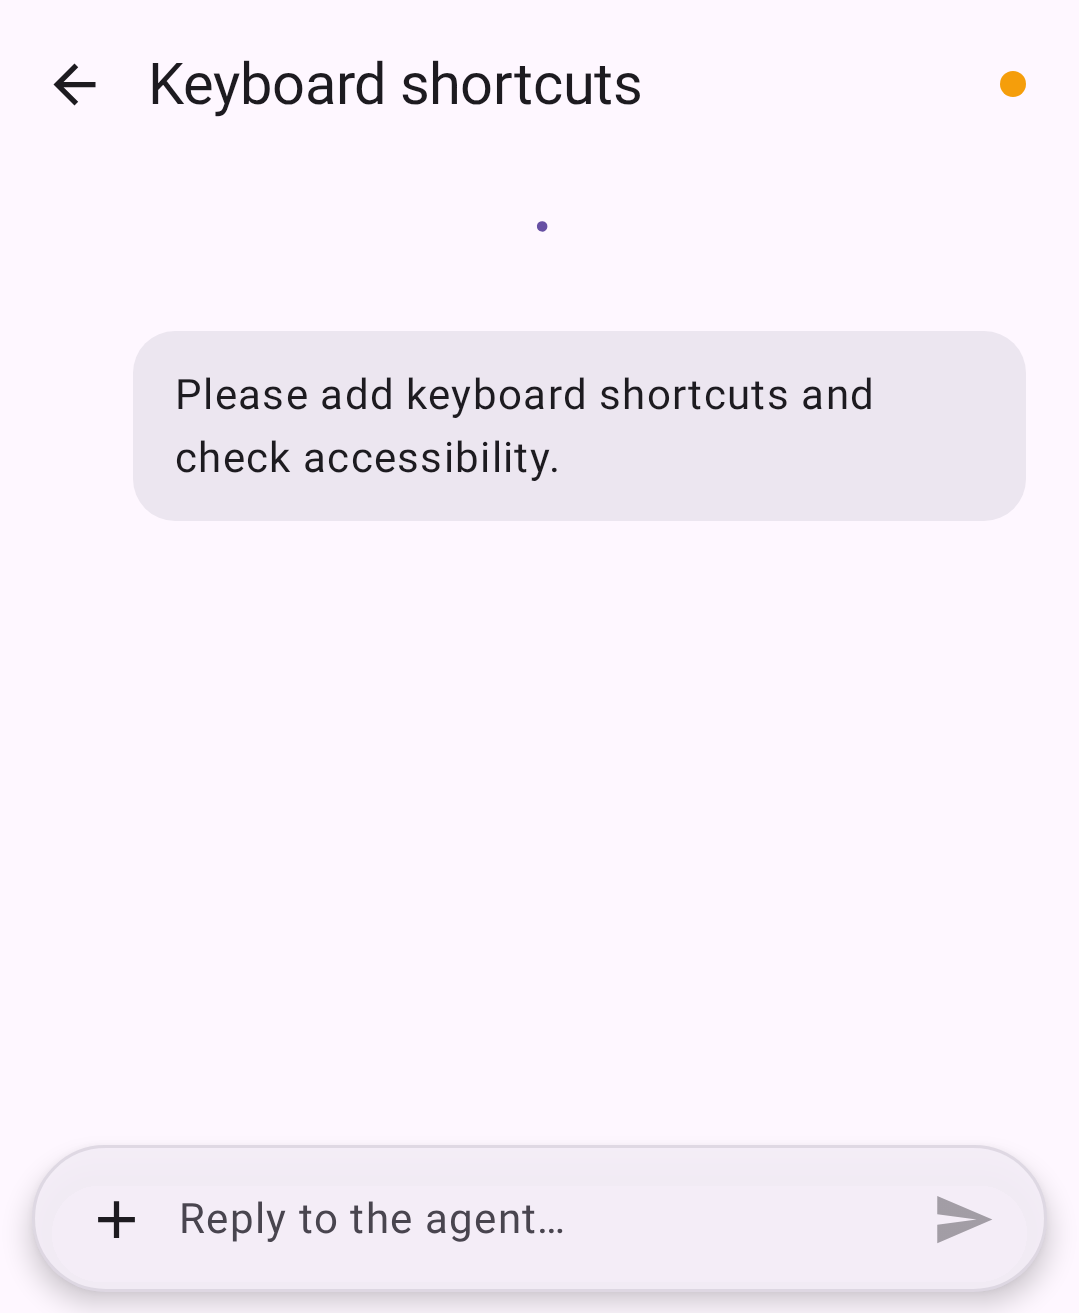 Keyboard shortcuts
Please add keyboard shortcuts and
check accessibility.
Reply to the agent…